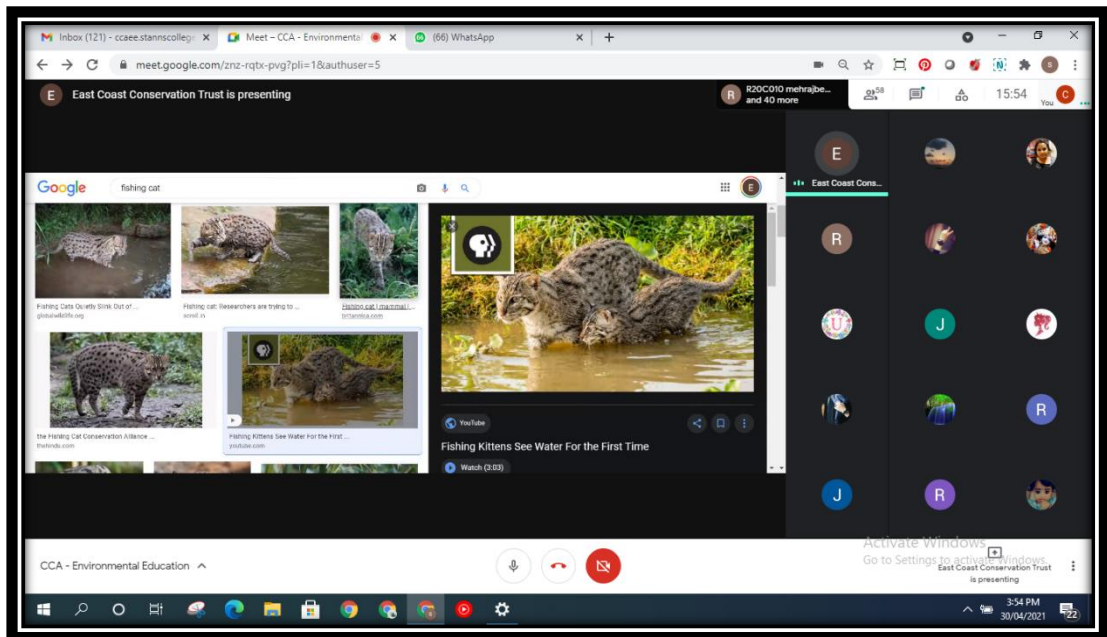 Inbox (121) - ccaee.stannscolleg
Meet – CCA - Environmental
(66) WhatsApp
meet.google.com/znz-rqtx-pvg?pli=1&authuser=5
E East Coast Conservation Trust is presenting
R R20C010 mehrajbe...
and 40 more
58
15:54
You
C
Google
fishing cat
E
Fishing Cats Quietly Slink Out of ...
globalwildlife.org
Fishing cat: Researchers are trying to ...
scroll.in
Fishing cat | mammal / ...
britannica.com
the Fishing Cat Conservation Alliance ...
thehindu.com
Fishing Kittens See Water For the First ...
youtube.com
YouTube
Fishing Kittens See Water For the First Time
Watch (3:03)
E
East Coast Cons...
R
U
J
R
J
R
Activate Windows
Go to Settings to activate Windows.
East Coast Conservation Trust
is presenting
CCA - Environmental Education
3:54 PM
30/04/2021
22